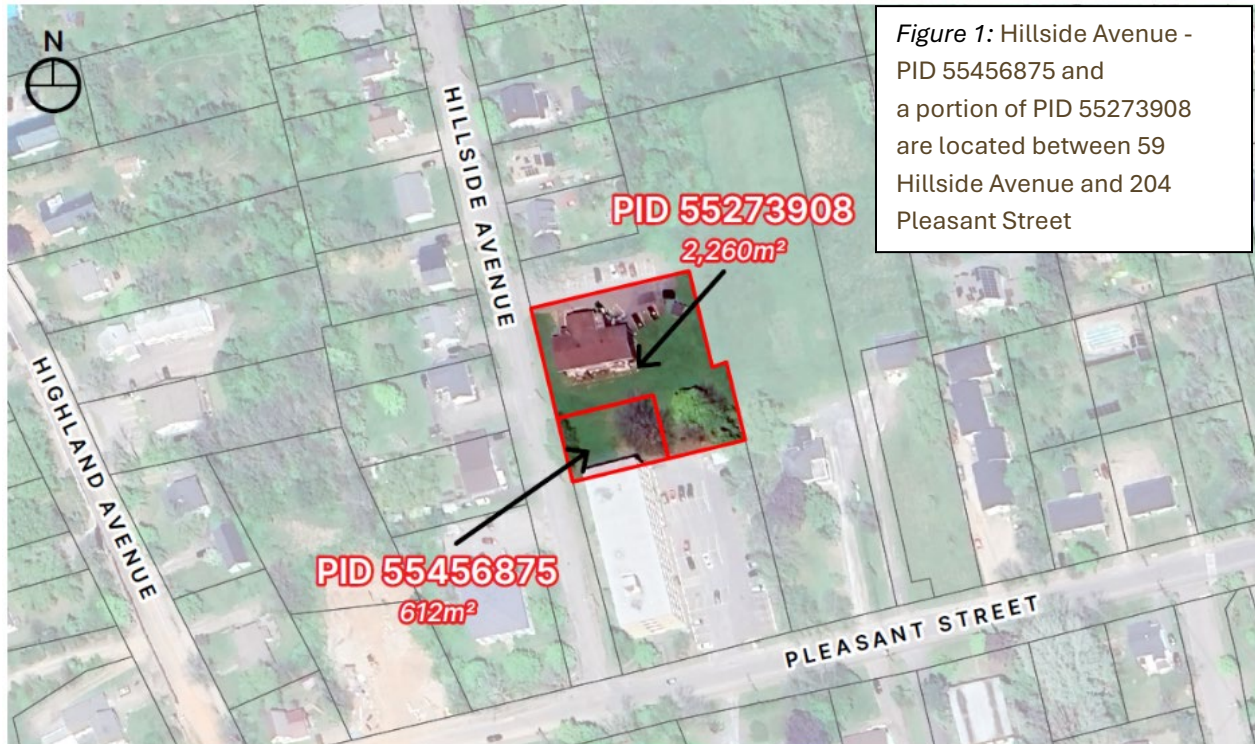 N
Figure 1: Hillside Avenue -
PID 55456875 and
a portion of PID 55273908
are located between 59
Hillside Avenue and 204
Pleasant Street
HILLSIDE AVENUE
PID 55273908
2,260m²
HIGHLAND AVENUE
PID 55456875
612m²
PLEASANT STREET